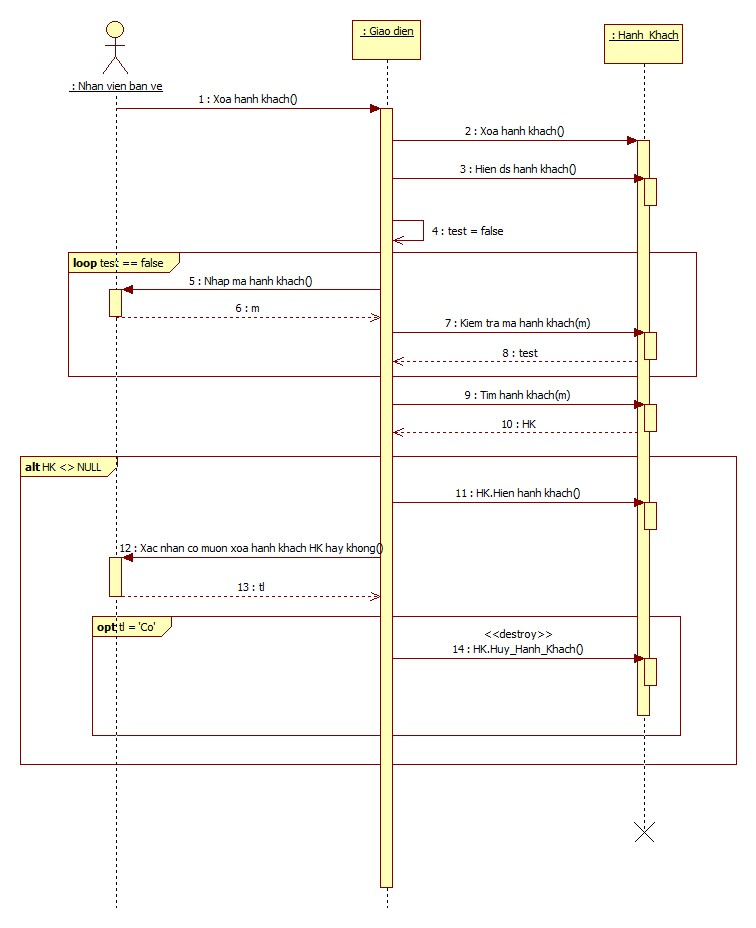 : Giao dien
: Hanh_Khach
: Nhan vien ban ve
1 : Xoa hanh khach()
2 : Xoa hanh khach()
3 : Hien ds hanh khach()
4 : test = false
loop test == false
5 : Nhap ma hanh khach()
6 : m
7 : Kiem tra ma hanh khach(m)
8 : test
9 : Tim hanh khach(m)
10 : HK
alt HK <> NULL
11 : HK.Hien hanh khach()
12 : Xac nhan co muon xoa hanh khach HK hay khong()
13 : tl
opt tl = 'Co'
<<destroy>>
14 : HK.Huy_Hanh_Khach()